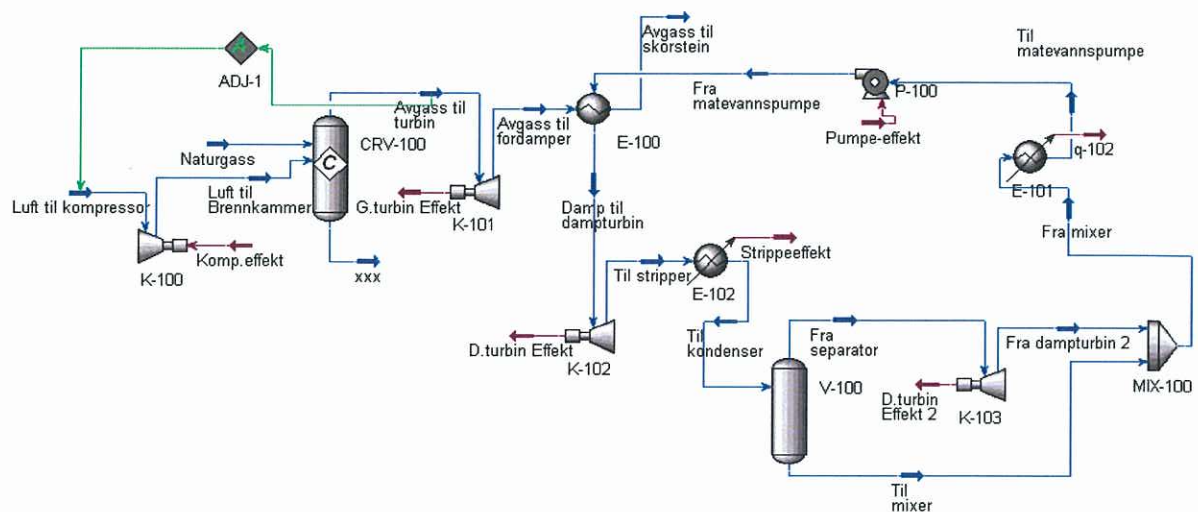 Avgass til
skorstein
Til
matevannspumpe
ADJ-1
Fra
matevannspumpe
P-100
Avgass til
turbin
Avgass til
fordamper
E-100
Pumpe-effekt
q-102
CRV-100
Naturgass
C
E-101
Luft til kompressor
Luft til
Brennkammer
G.turbin Effekt
K-101
Damp til
dampturbin
Fra mixer
K-100
Komp.effekt
xxx
Til stripper
Strippeeffekt
E-102
D.turbin Effekt
K-102
Til
kondenser
Fra
separator
Fra dampturbin 2
V-100
D.turbin
Effekt 2
K-103
MIX-100
Til
mixer